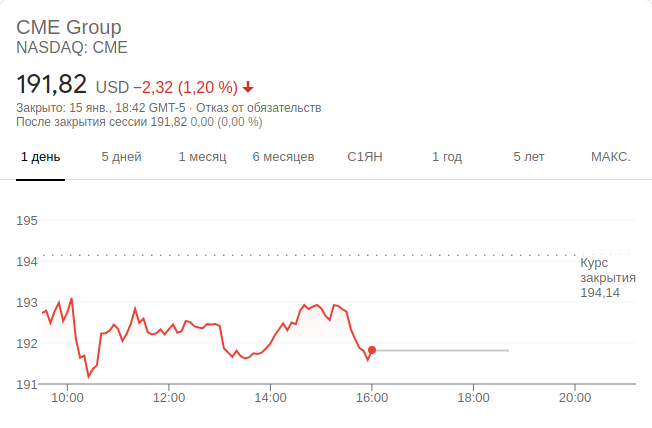 CME Group
NASDAQ: CME
191,82 USD −2,32 (1,20 %)
Закрыто: 15 янв., 18:42 GMT-5 · Отказ от обязательств
После закрытия сессии 191,82 0,00 (0,00 %)
1 день 5 дней 1 месяц 6 месяцев С1ЯН 1 год 5 лет МАКС.
195
194
193
192
191
Курс
закрытия
194,14
10:00 12:00 14:00 16:00 18:00 20:00